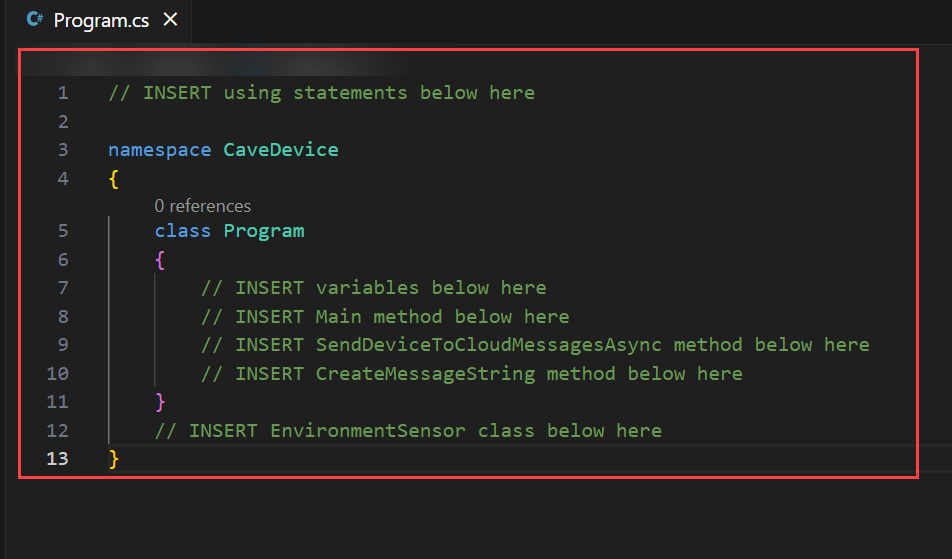 C# Program.cs ×
1 // INSERT using statements below here
2
3 namespace CaveDevice
4 {
0 references
5 class Program
6 {
7 // INSERT variables below here
8 // INSERT Main method below here
9 // INSERT SendDeviceToCloudMessagesAsync method below here
10 // INSERT CreateMessageString method below here
11 }
12 // INSERT EnvironmentSensor class below here
13 }